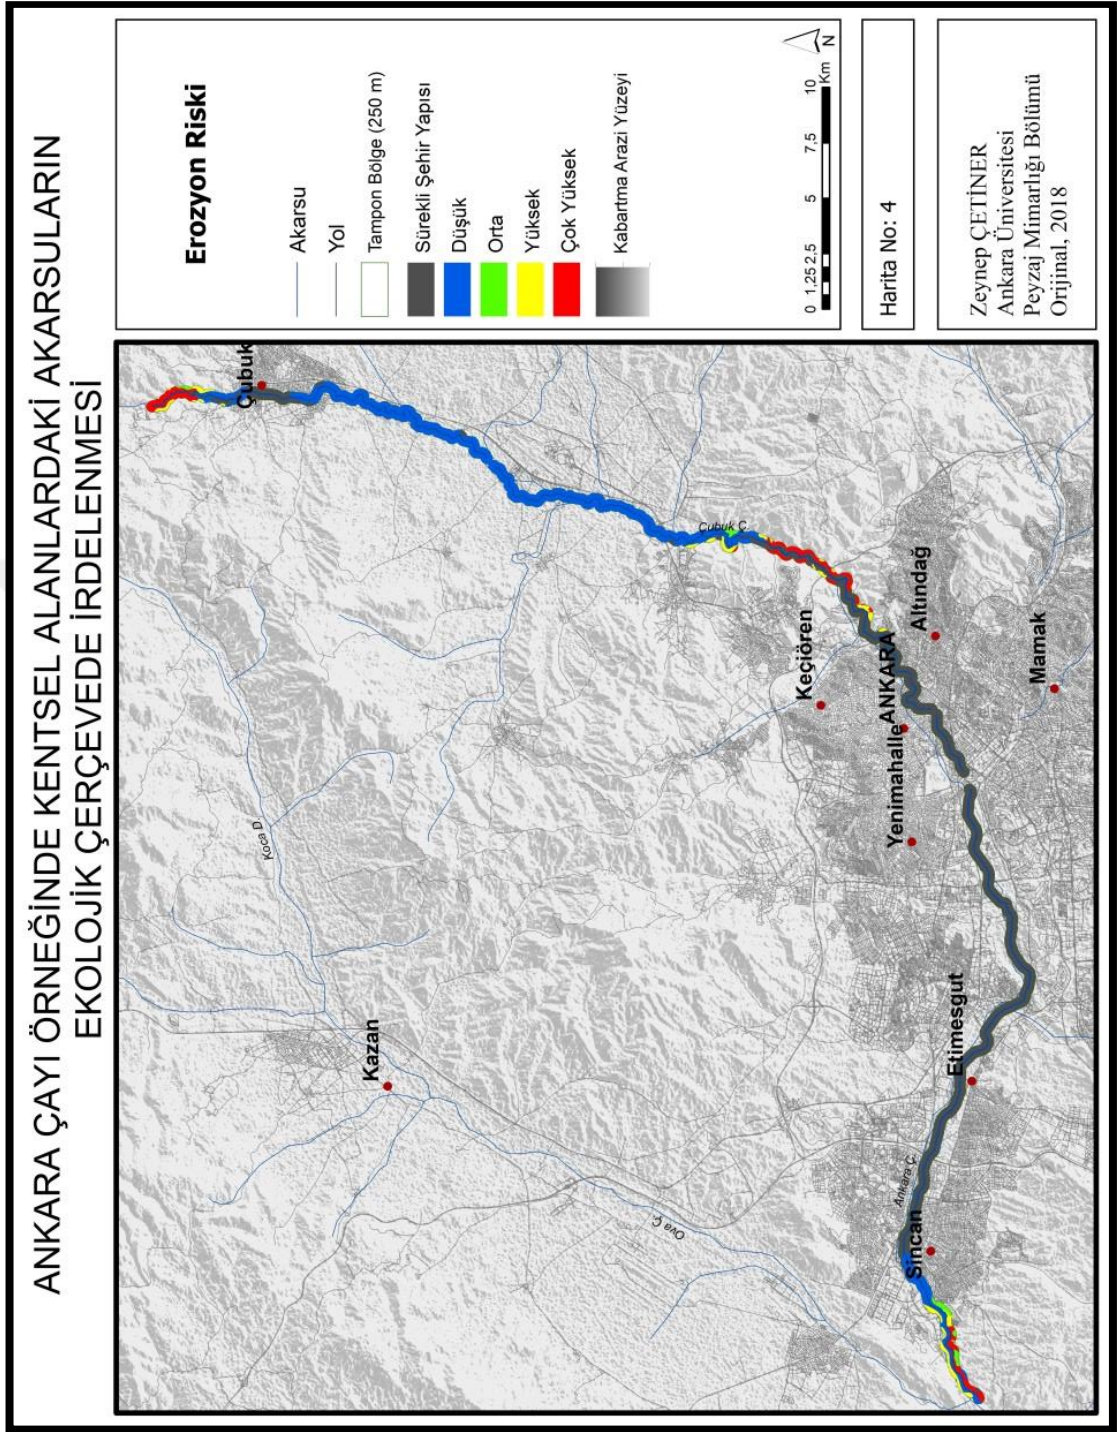 ANKARA ÇAYI ÖRNEĞİNDE KENTSEL ALANLARDAKİ AKARSULARIN
EKOLOJİK ÇERÇEVEDE İRDELENMESİ
Çubuk
Koca D.
Kazan
Çubuk Ç.
Ova Ç.
Keçiören
ANKARA
Altındağ
Yenimahalle
Mamak
Etimesgut
Ankara Ç.
Sincan
Erozyon Riski
Akarsu
Yol
Tampon Bölge (250 m)
Sürekli Şehir Yapısı
Düşük
Orta
Yüksek
Çok Yüksek
Kabartma Arazi Yüzeyi
N
0 1,25 2,5 5 7,5 10
Km
Harita No: 4
Zeynep ÇETİNER
Ankara Üniversitesi
Peyzaj Mimarlığı Bölümü
Orijinal, 2018